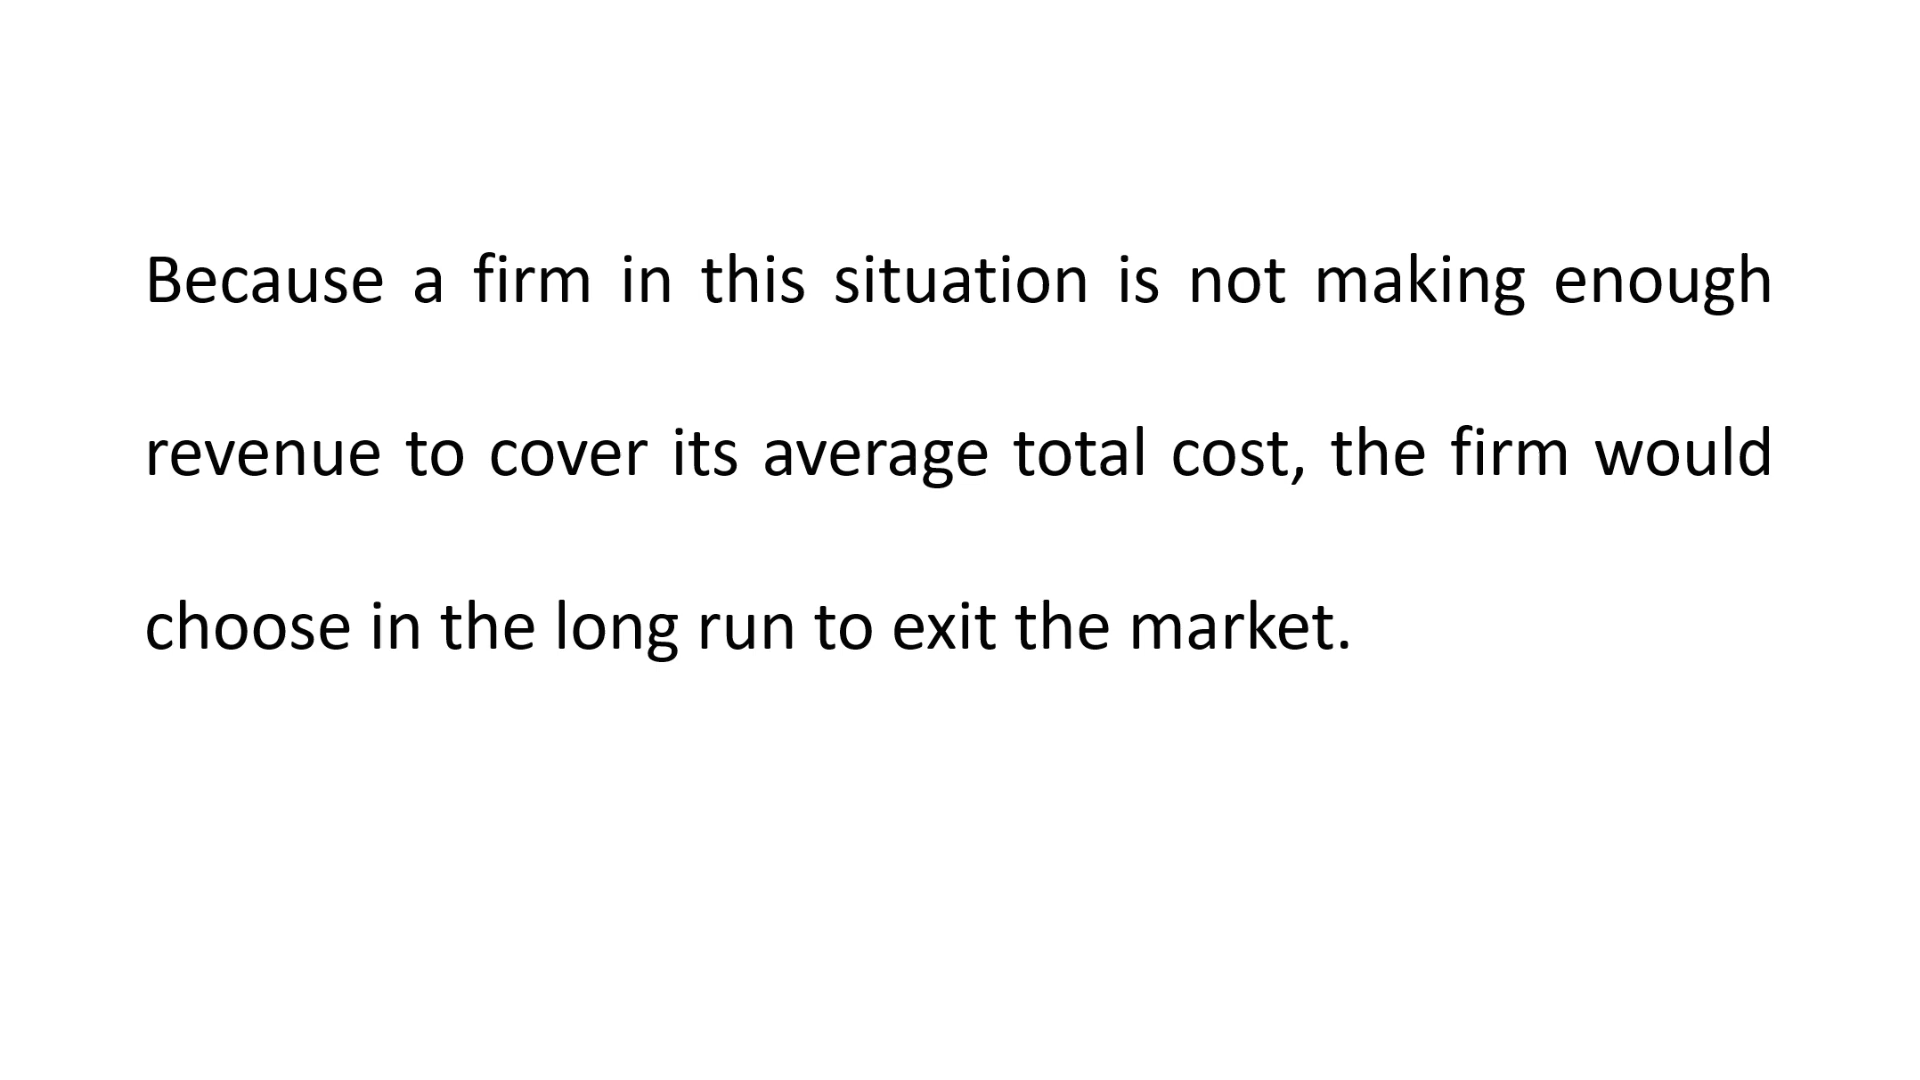 Because a firm in this situation is not making enough
revenue to cover its average total cost, the firm would
choose in the long run to exit the market.